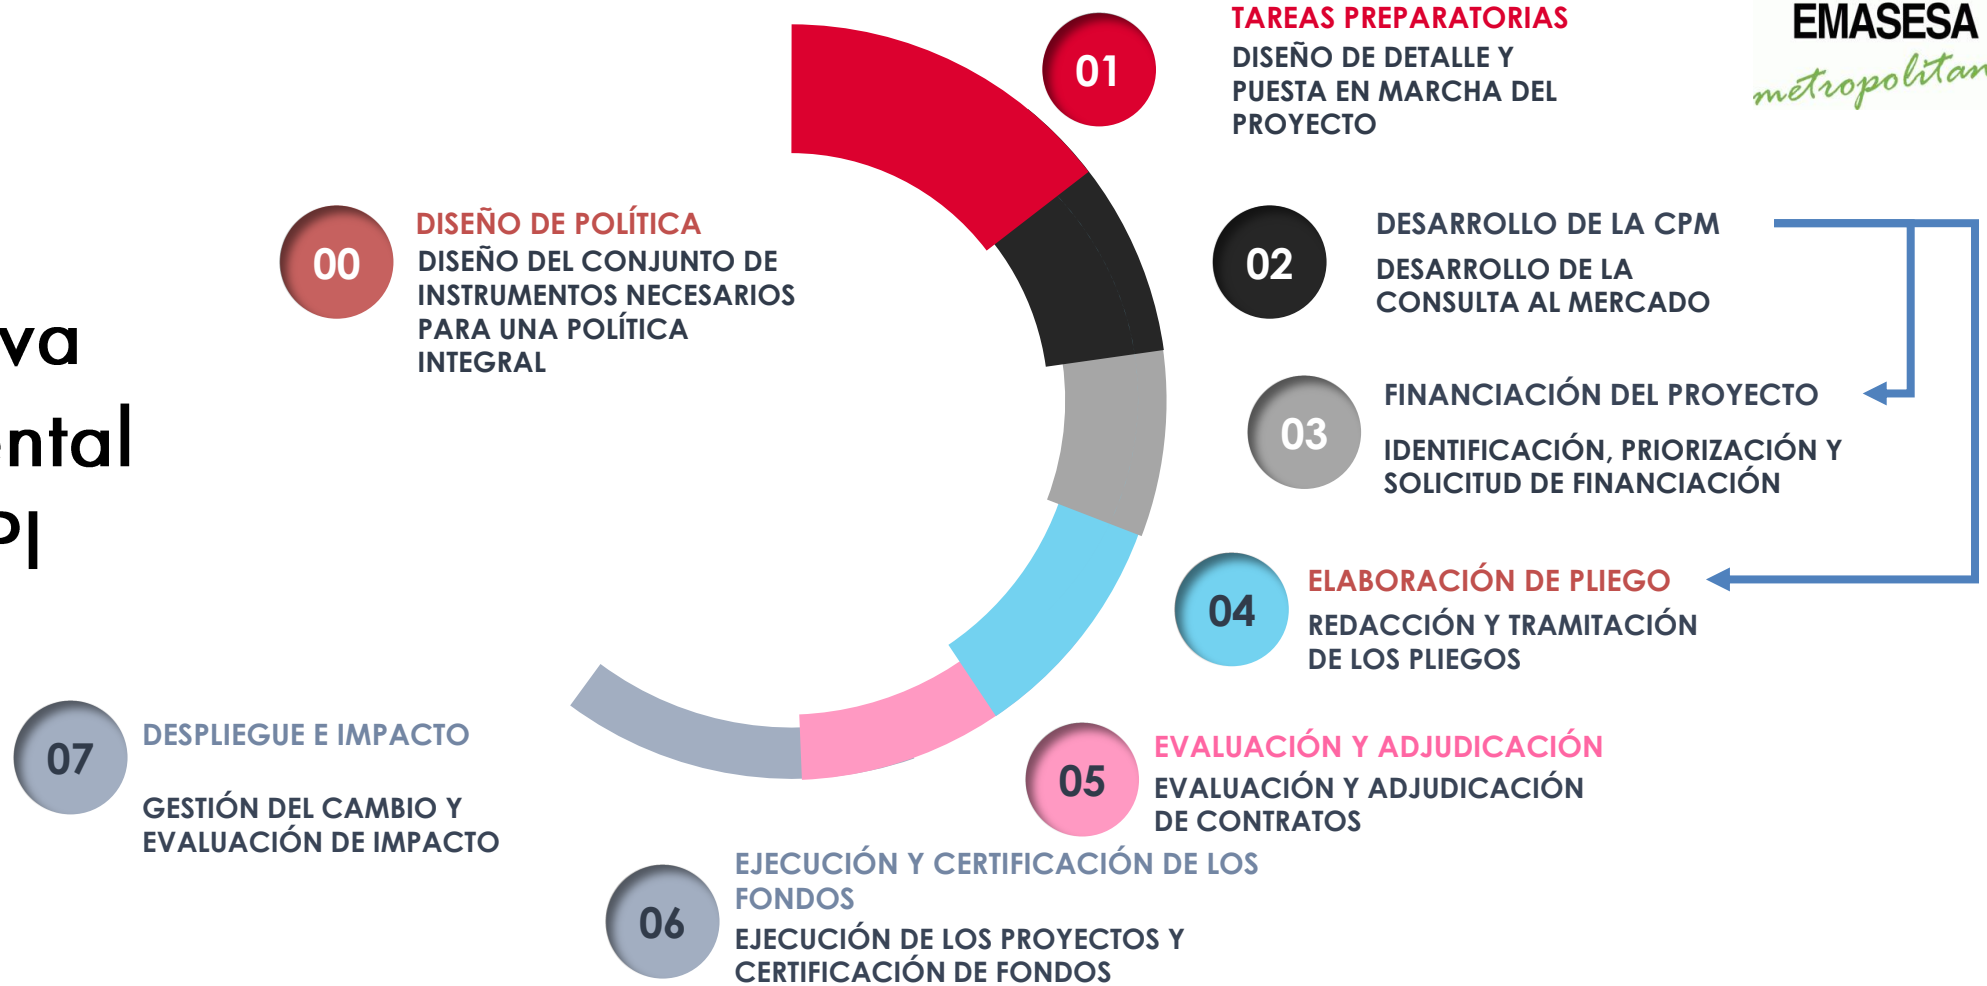 EMASESA
01
TAREAS PREPARATORIAS
DISEÑO DE DETALLE Y
PUESTA EN MARCHA DEL
PROYECTO
00
DISEÑO DE POLÍTICA
DISEÑO DEL CONJUNTO DE
INSTRUMENTOS NECESARIOS
PARA UNA POLÍTICA
INTEGRAL
02
DESARROLLO DE LA CPM
DESARROLLO DE LA
CONSULTA AL MERCADO
03
FINANCIACIÓN DEL PROYECTO
IDENTIFICACIÓN, PRIORIZACIÓN Y
SOLICITUD DE FINANCIACIÓN
04
ELABORACIÓN DE PLIEGO
REDACCIÓN Y TRAMITACIÓN
DE LOS PLIEGOS
05
EVALUACIÓN Y ADJUDICACIÓN
EVALUACIÓN Y ADJUDICACIÓN
DE CONTRATOS
06
EJECUCIÓN Y CERTIFICACIÓN DE LOS
FONDOS
EJECUCIÓN DE LOS PROYECTOS Y
CERTIFICACIÓN DE FONDOS
07
DESPLIEGUE E IMPACTO
GESTIÓN DEL CAMBIO Y
EVALUACIÓN DE IMPACTO